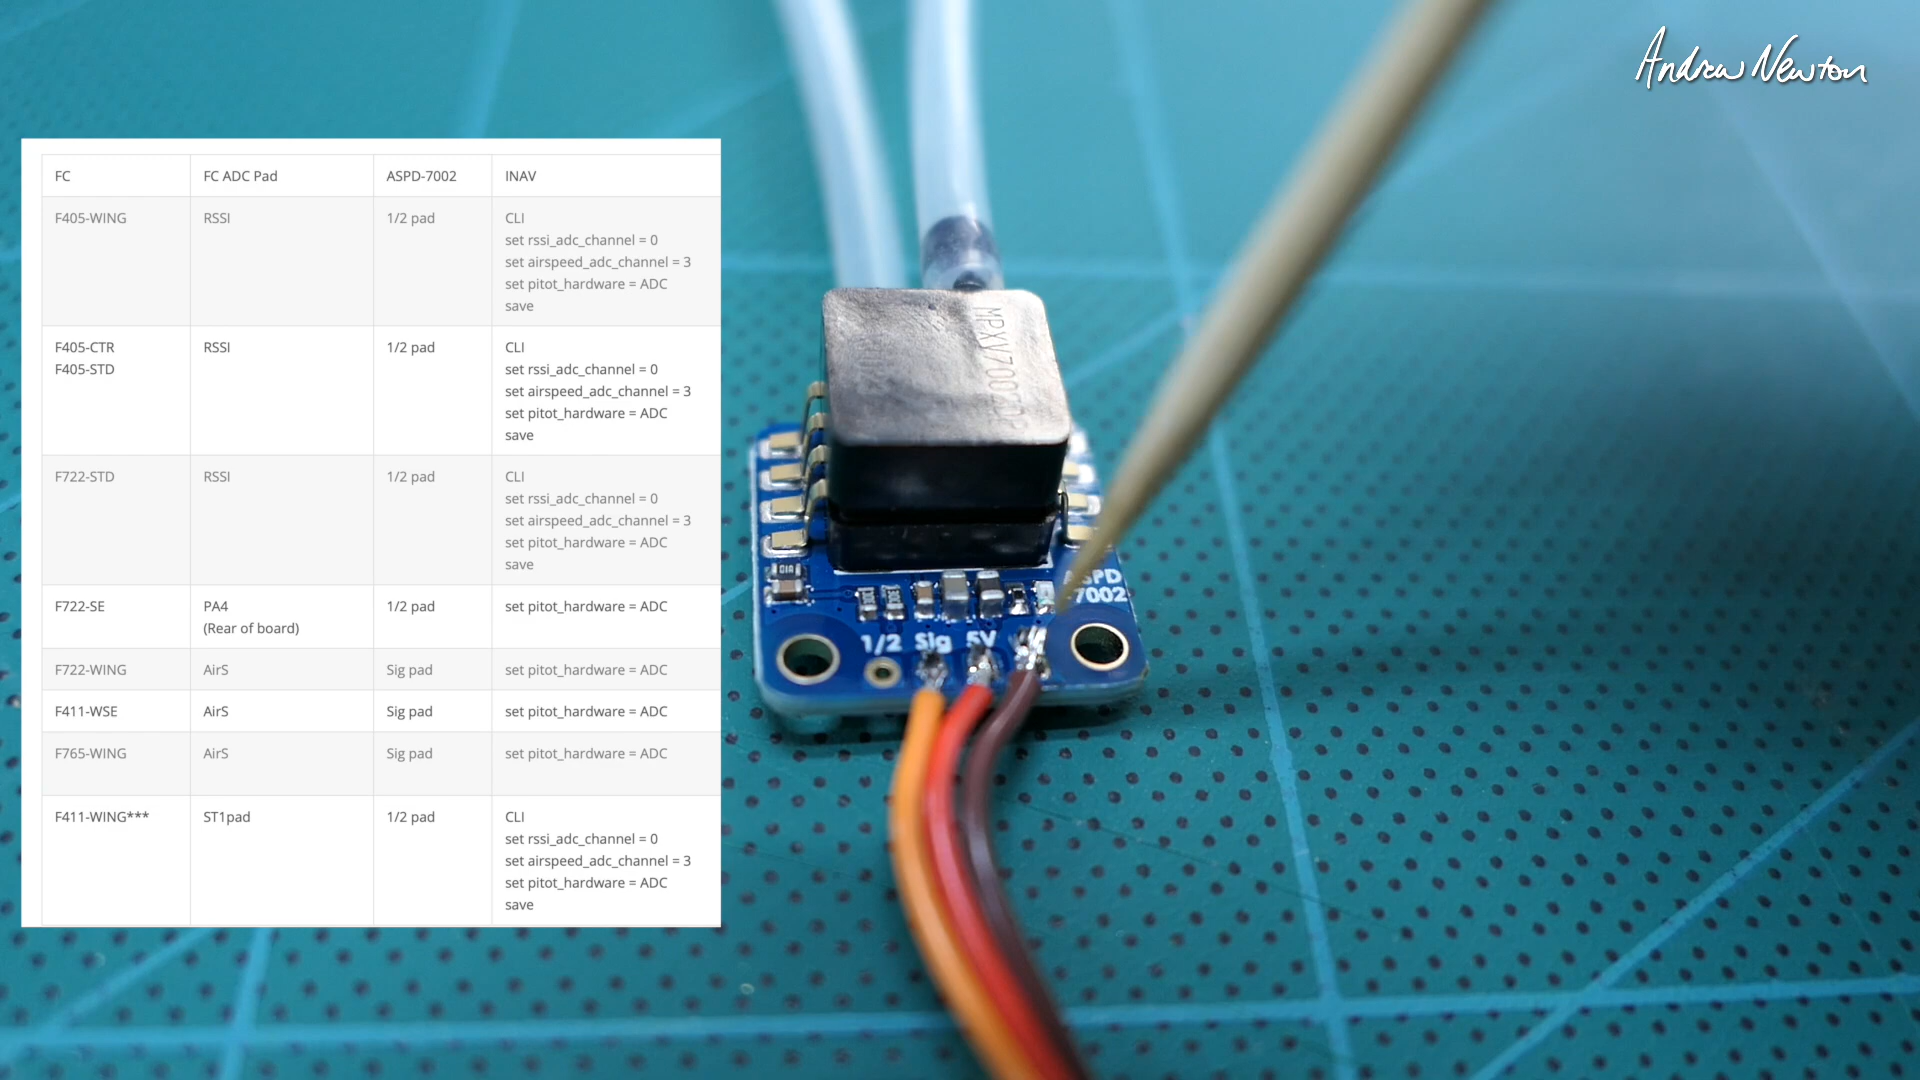 Andrew Newton
FC FC ADC Pad ASPD-7002 INAV
F405-WING RSSI 1/2 pad CLI
set rssi_adc_channel = 0
set airspeed_adc_channel = 3
set pitot_hardware = ADC
save
F405-CTR RSSI 1/2 pad CLI
F405-STD set rssi_adc_channel = 0
set airspeed_adc_channel = 3
set pitot_hardware = ADC
save
F722-STD RSSI 1/2 pad CLI
set rssi_adc_channel = 0
set airspeed_adc_channel = 3
set pitot_hardware = ADC
save
F722-SE PA4 1/2 pad set pitot_hardware = ADC
(Rear of board)
F722-WING AirS Sig pad set pitot_hardware = ADC
F411-WSE AirS Sig pad set pitot_hardware = ADC
F765-WING AirS Sig pad set pitot_hardware = ADC
F411-WING*** ST1pad 1/2 pad CLI
set rssi_adc_channel = 0
set airspeed_adc_channel = 3
set pitot_hardware = ADC
save
ASPD
7002
1/2 Sig 5V